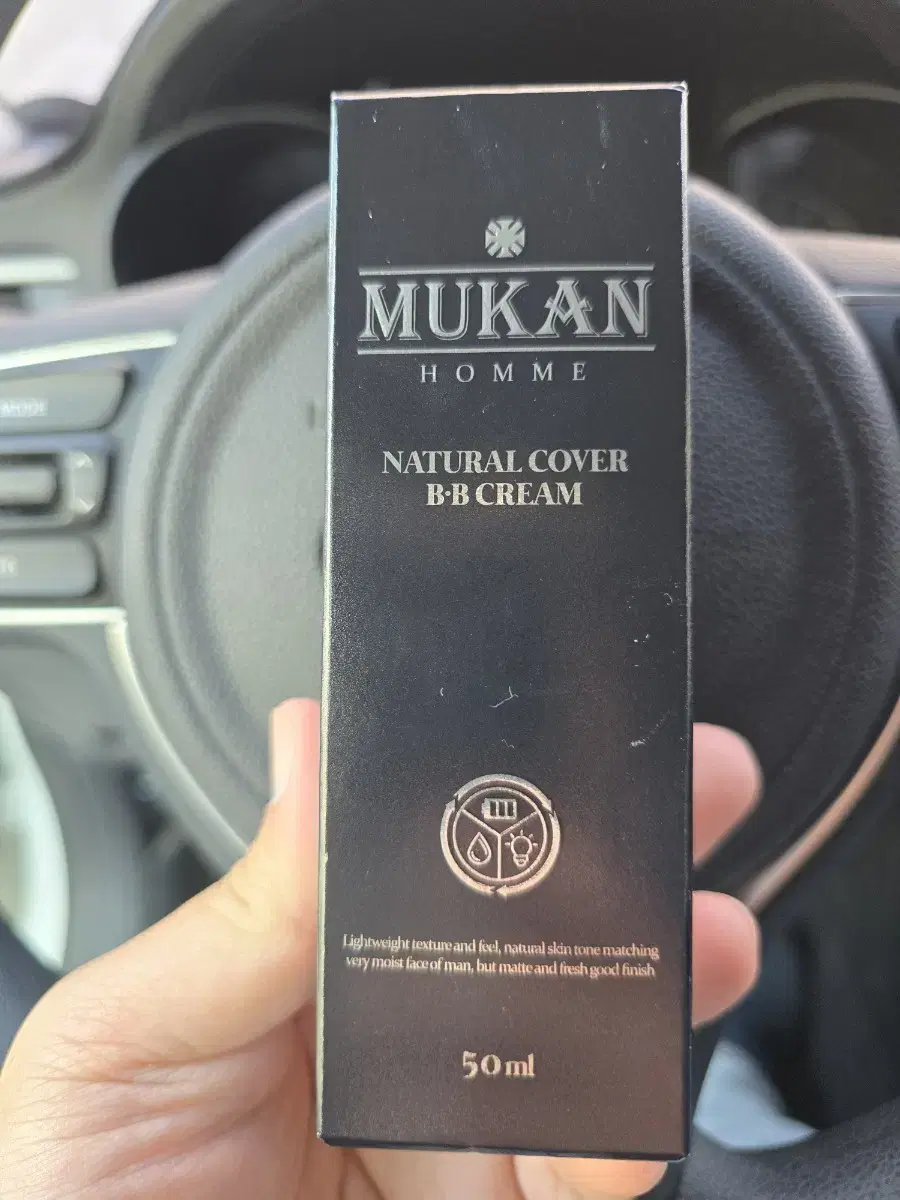 MUKAN
HOMME
NATURAL COVER
B·B CREAM
Lightweight texture and feel, natural skin tone matching
very moist face of man, but matte and fresh good finish
50ml
MODE